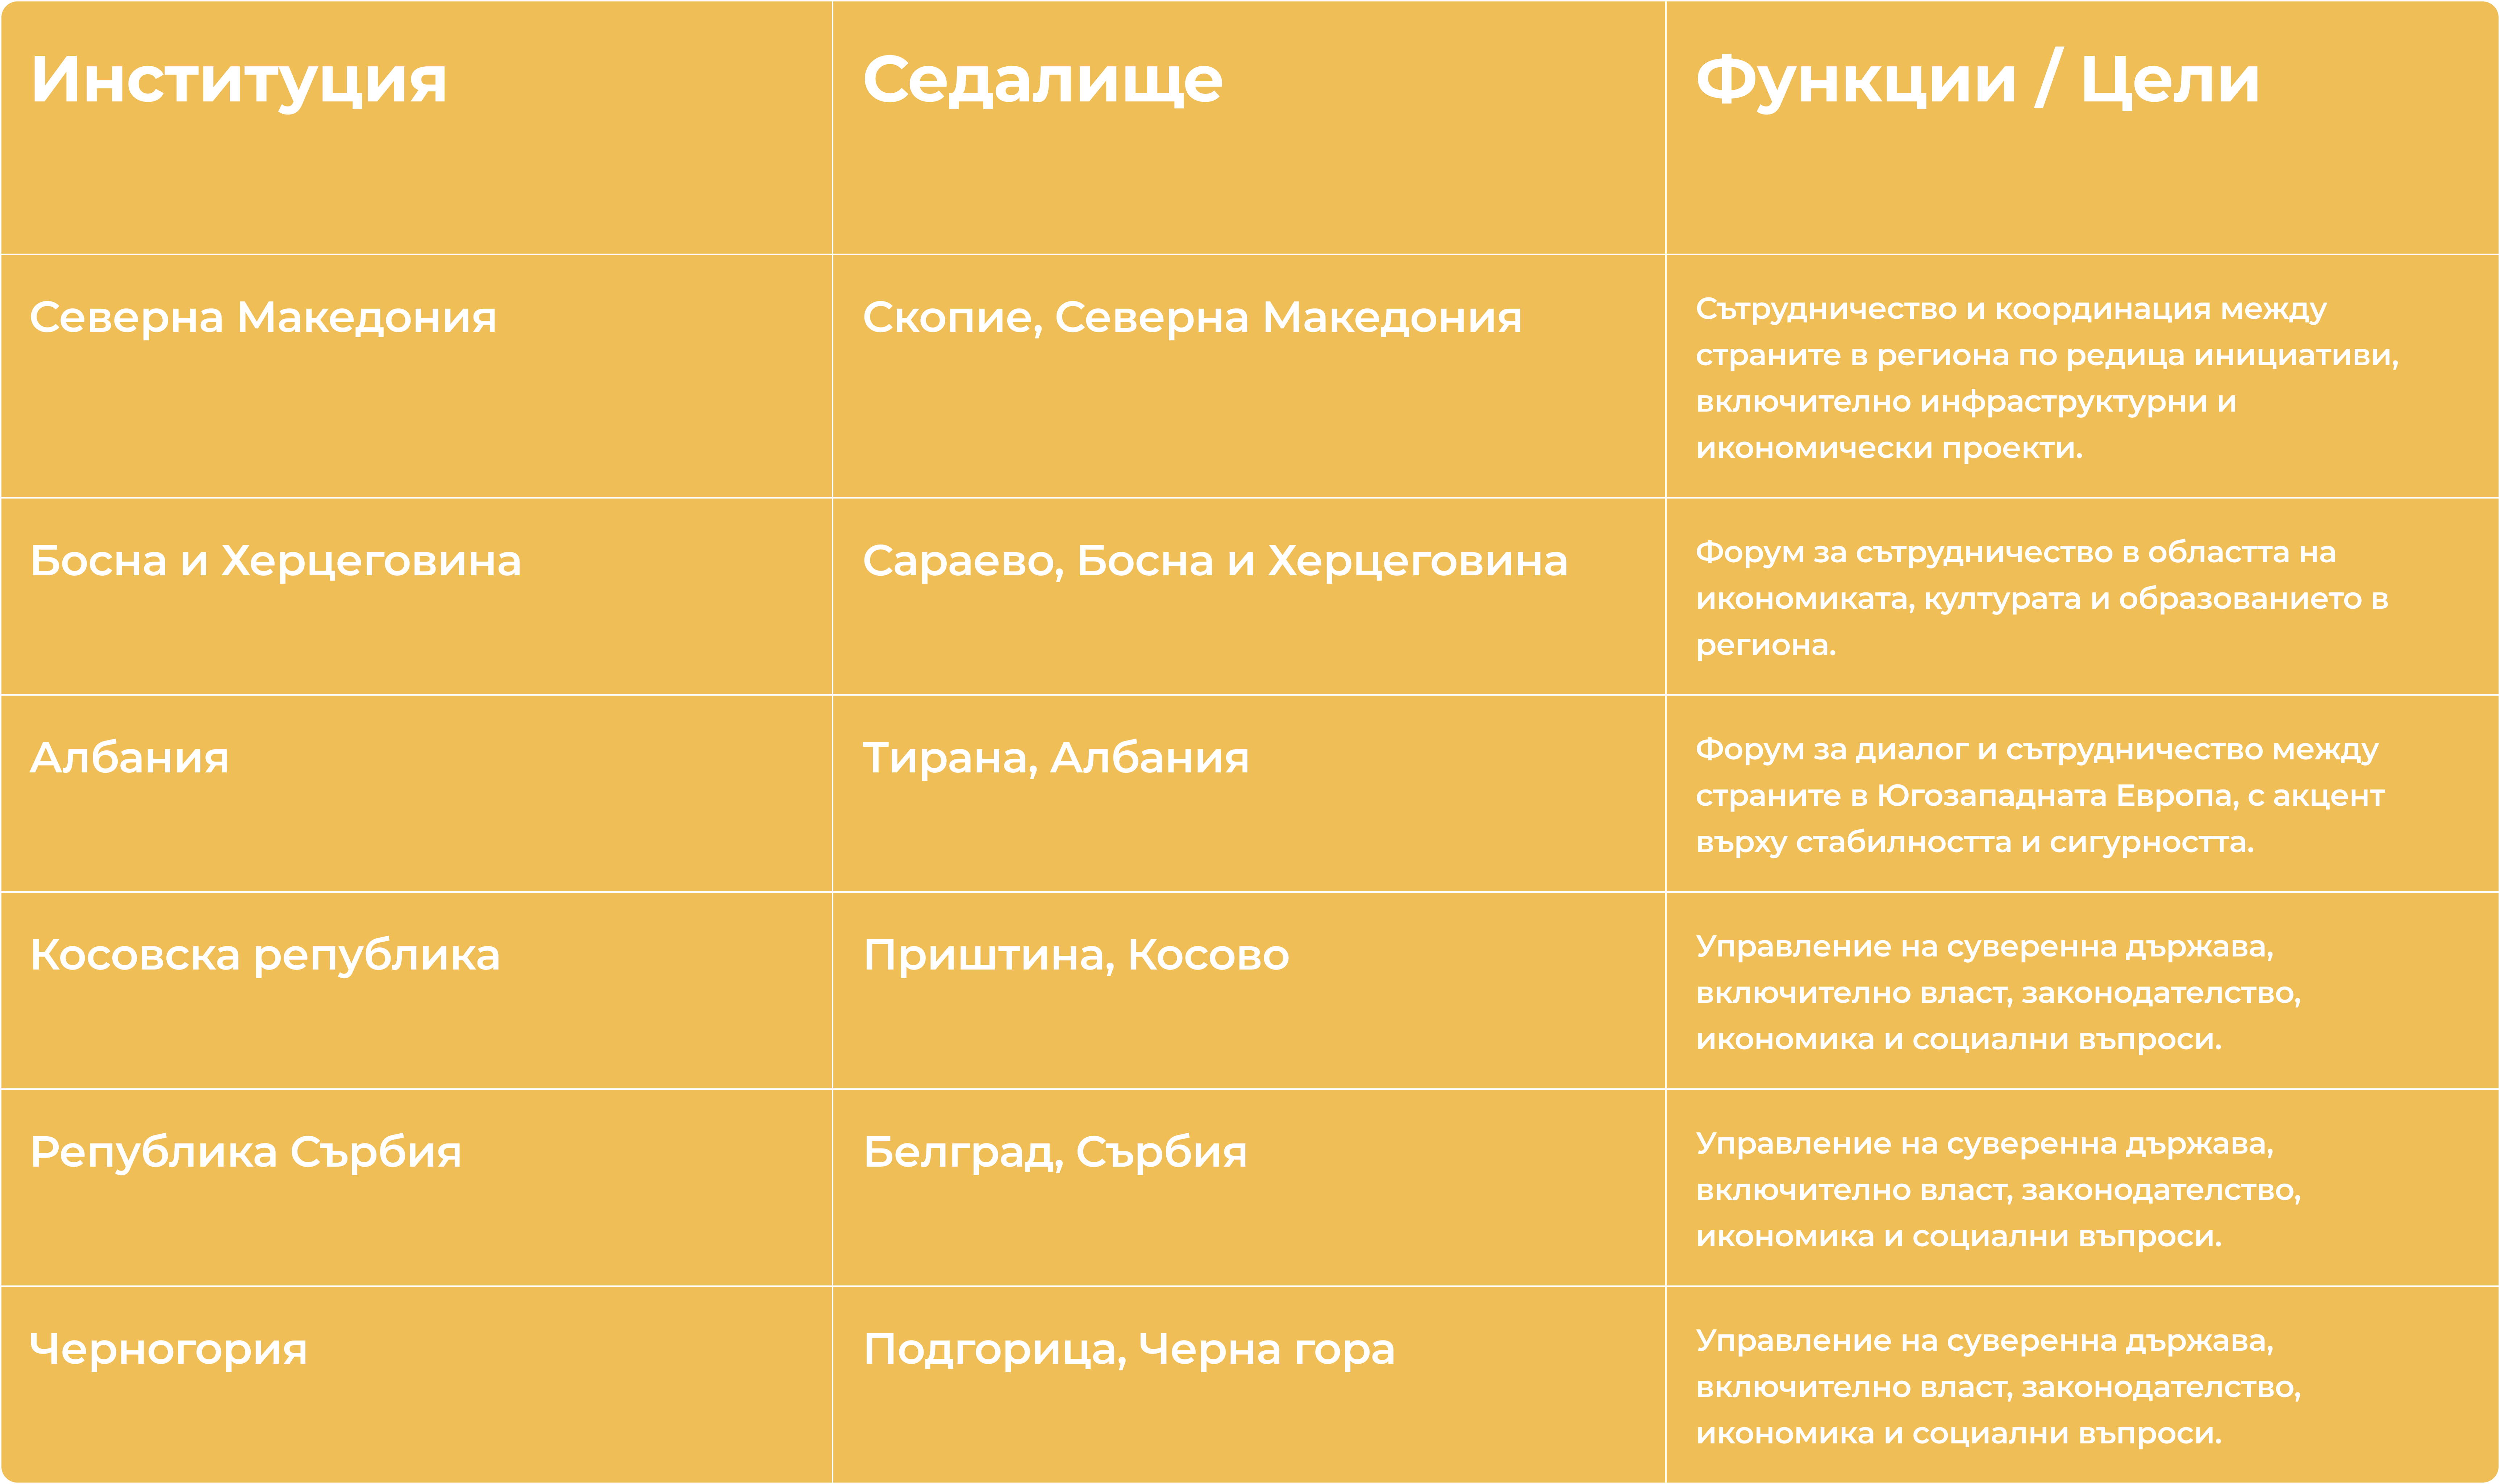 Институция
Седалище
Функции / Цели
Северна Македония
Скопие, Северна Македония
Сътрудничество и координация между
страните в региона по редица инициативи,
включително инфраструктурни и
икономически проекти.
Босна и Херцеговина
Сараево, Босна и Херцеговина
Форум за сътрудничество в областта на
икономиката, културата и образованието в
региона.
Албания
Тирана, Албания
Форум за диалог и сътрудничество между
страните в Югозападната Европа, с акцент
върху стабилността и сигурността.
Косовска република
Прищина, Косово
Управление на суверенна държава,
включително власт, законодателство,
икономика и социални въпроси.
Република Сърбия
Белград, Сърбия
Управление на суверенна държава,
включително власт, законодателство,
икономика и социални въпроси.
Черногория
Подгорица, Черна гора
Управление на суверенна държава,
включително власт, законодателство,
икономика и социални въпроси.